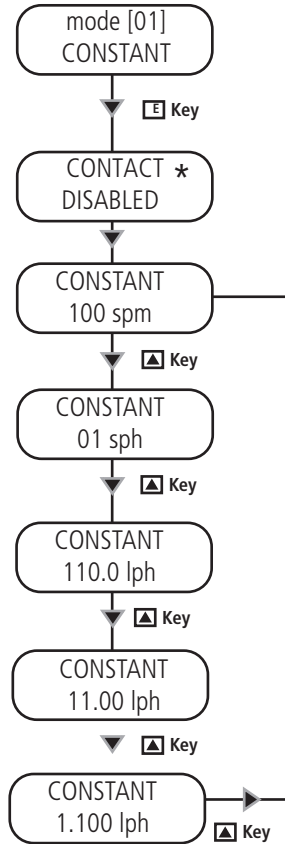 mode [01]
CONSTANT
E Key
CONTACT *
DISABLED
CONSTANT
100 spm
Key
CONSTANT
01 sph
Key
CONSTANT
110.0 lph
Key
CONSTANT
11.00 lph
Key
CONSTANT
1.100 lph
Key